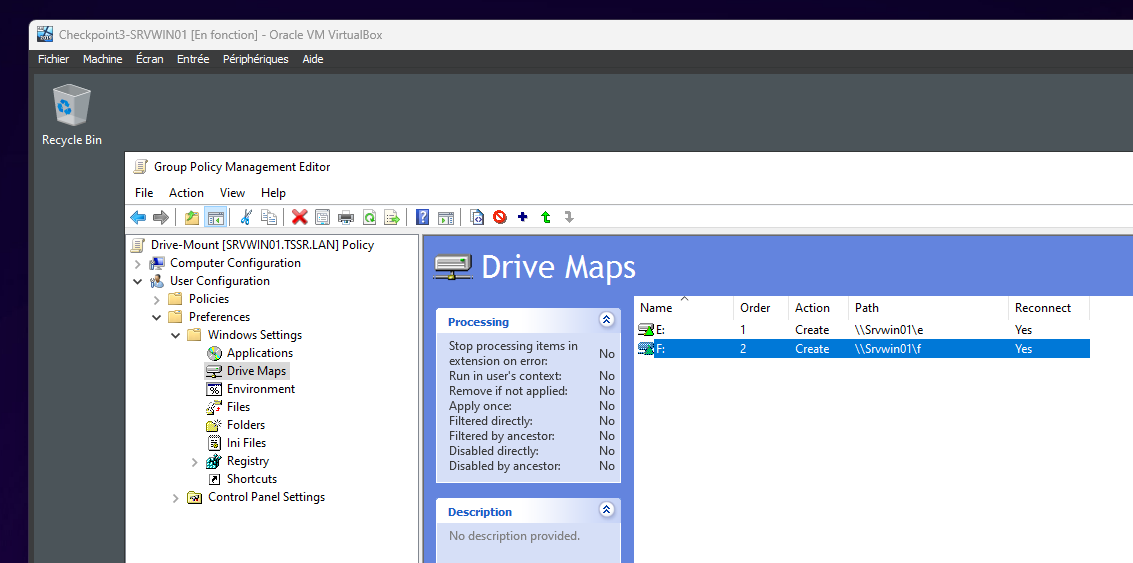 Checkpoint3-SRVWIN01 [En fonction] - Oracle VM VirtualBox
Fichier Machine Écran Entrée Périphériques Aide
Recycle Bin
Group Policy Management Editor
File Action View Help
Drive-Mount [SRVWIN01.TSSR.LAN] Policy
Computer Configuration
User Configuration
Policies
Preferences
Windows Settings
Applications
Drive Maps
Environment
Files
Folders
Ini Files
Registry
Shortcuts
Control Panel Settings
Drive Maps
Processing
Stop processing items in
extension on error: No
Run in user's context: No
Remove if not applied: No
Apply once: No
Filtered directly: No
Filtered by ancestor: No
Disabled directly: No
Disabled by ancestor: No
Description
No description provided.
Name Order Action Path Reconnect
E: 1 Create \\Srvwin01\e Yes
F: 2 Create \\Srvwin01\f Yes